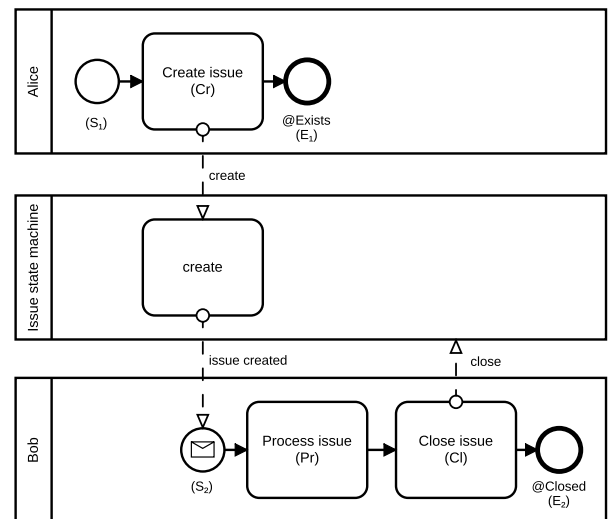 Alice
Create issue
(Cr)
(S₁)
@Exists
(E₁)
create
Issue state machine
create
issue created
close
Bob
Process issue
(Pr)
Close issue
(Cl)
(S₂)
@Closed
(E₂)